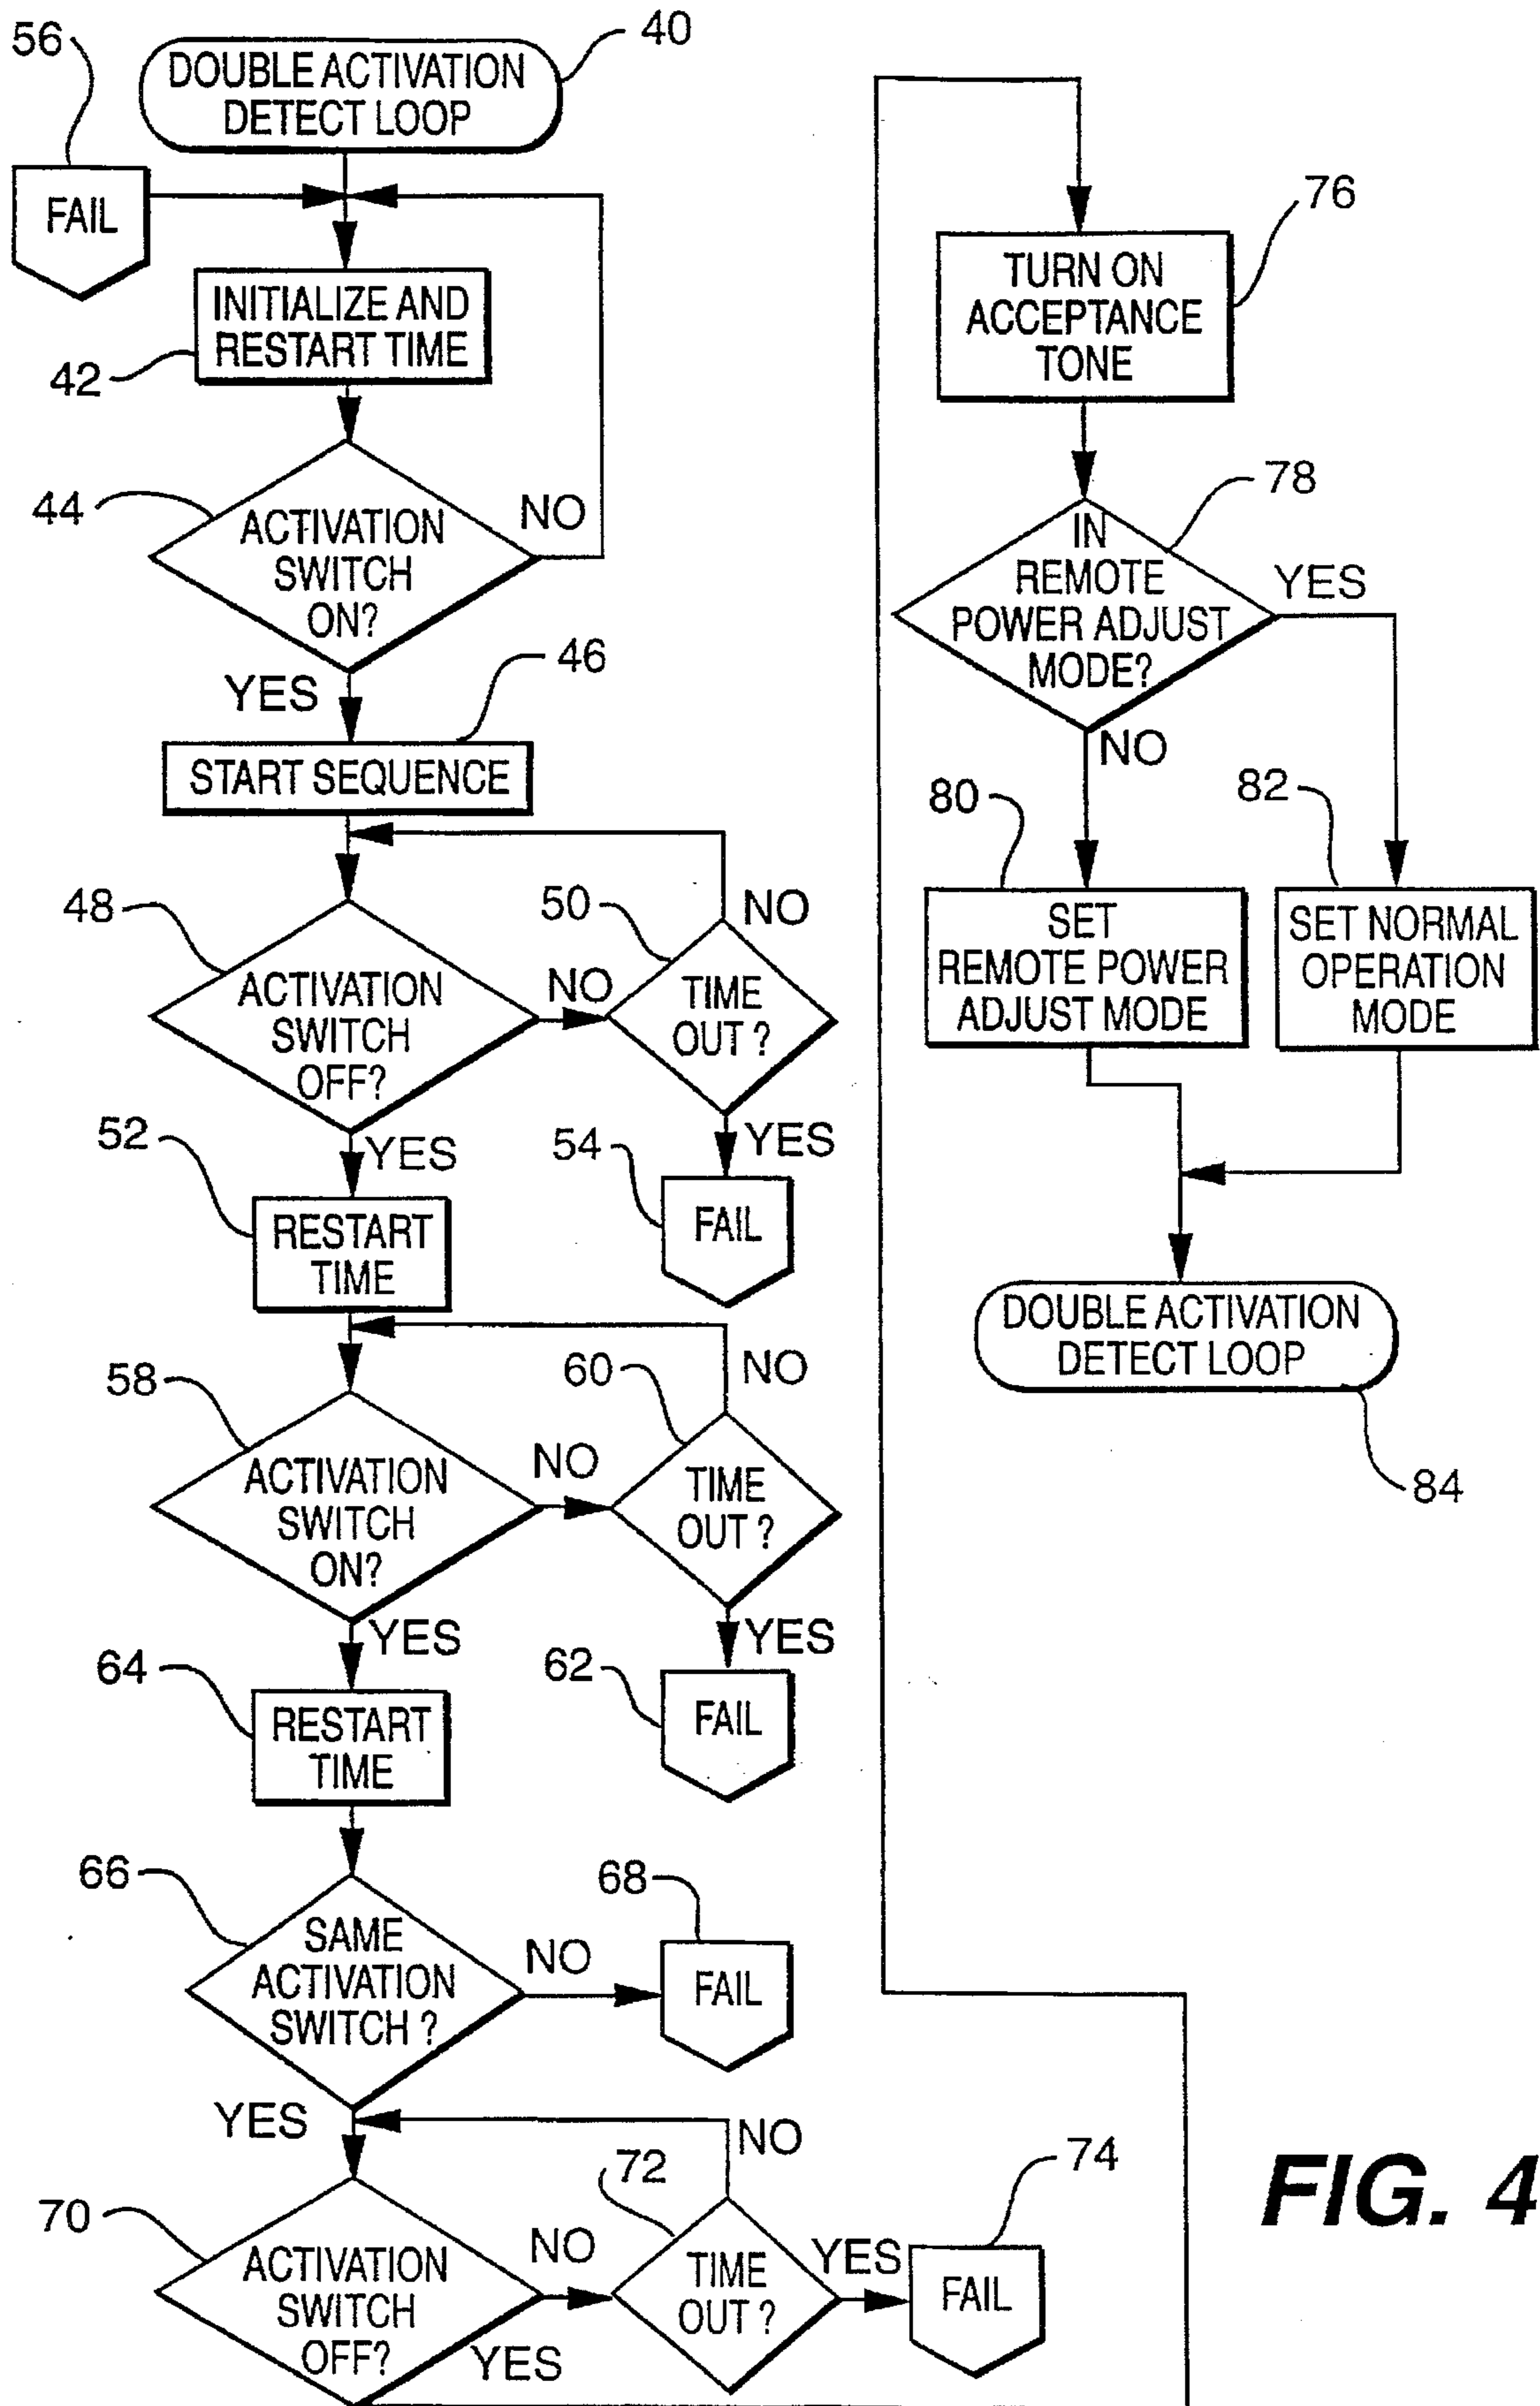 56
DOUBLE ACTIVATION
DETECT LOOP
40
FAIL
INITIALIZE AND
RESTART TIME
42
44
ACTIVATION
SWITCH
ON?
NO
YES
46
START SEQUENCE
48
ACTIVATION
SWITCH
OFF?
NO
50
TIME
OUT ?
NO
YES
52
YES
54
FAIL
RESTART
TIME
58
ACTIVATION
SWITCH
ON?
NO
60
TIME
OUT ?
NO
YES
YES
62
FAIL
64
RESTART
TIME
66
SAME
ACTIVATION
SWITCH ?
NO
68
FAIL
YES
70
ACTIVATION
SWITCH
OFF?
NO
YES
72
TIME
OUT ?
NO
YES
74
FAIL
76
TURN ON
ACCEPTANCE
TONE
78
IN
REMOTE
POWER ADJUST
MODE?
YES
NO
80
SET
REMOTE POWER
ADJUST MODE
82
SET NORMAL
OPERATION
MODE
DOUBLE ACTIVATION
DETECT LOOP
84
FIG. 4